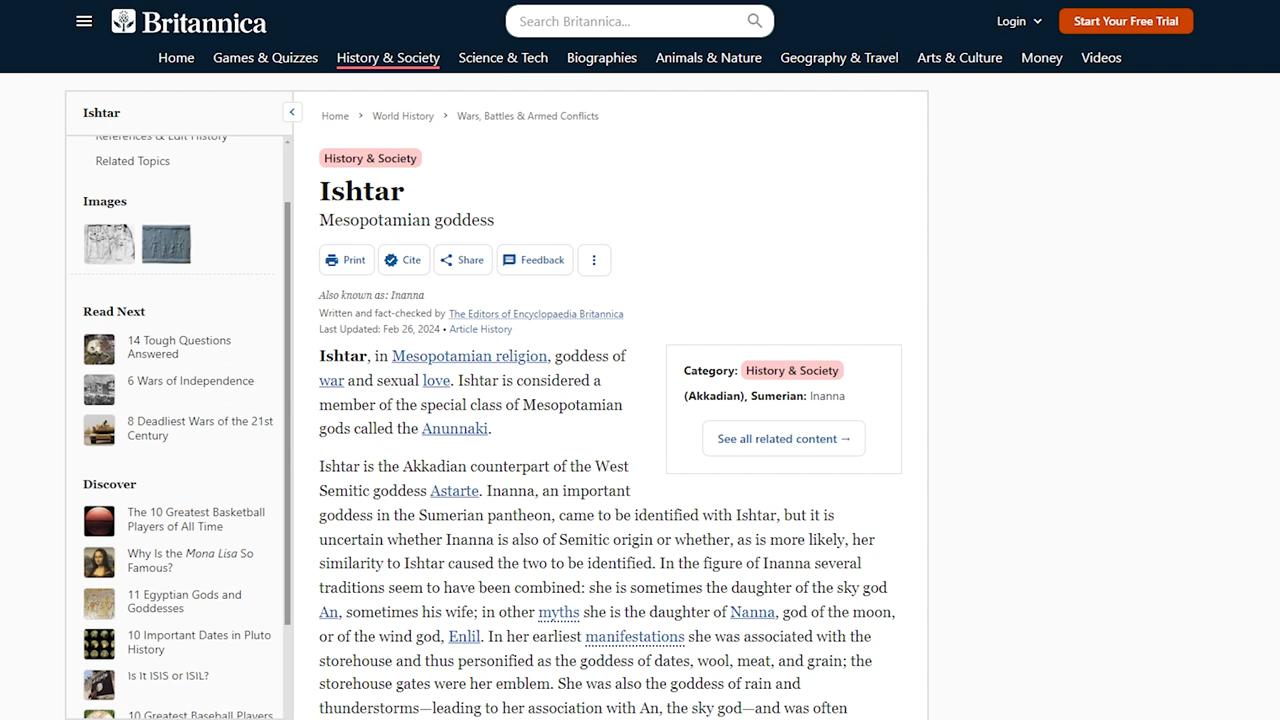 Britannica
Search Britannica...
Login
Start Your Free Trial
Home Games & Quizzes History & Society Science & Tech Biographies Animals & Nature Geography & Travel Arts & Culture Money Videos
Ishtar
References & Edit History
Related Topics
Images
Read Next
14 Tough Questions
Answered
6 Wars of Independence
8 Deadliest Wars of the 21st
Century
Discover
The 10 Greatest Basketball
Players of All Time
Why Is the Mona Lisa So
Famous?
11 Egyptian Gods and
Goddesses
10 Important Dates in Pluto
History
Is It ISIS or ISIL?
10 Greatest Baseball Players
Home > World History > Wars, Battles & Armed Conflicts
History & Society
Ishtar
Mesopotamian goddess
Print Cite Share Feedback
Also known as: Inanna
Written and fact-checked by The Editors of Encyclopaedia Britannica
Last Updated: Feb 26, 2024 • Article History
Ishtar, in Mesopotamian religion, goddess of
war and sexual love. Ishtar is considered a
member of the special class of Mesopotamian
gods called the Anunnaki.
Category: History & Society
(Akkadian), Sumerian: Inanna
See all related content →
Ishtar is the Akkadian counterpart of the West
Semitic goddess Astarte. Inanna, an important
goddess in the Sumerian pantheon, came to be identified with Ishtar, but it is
uncertain whether Inanna is also of Semitic origin or whether, as is more likely, her
similarity to Ishtar caused the two to be identified. In the figure of Inanna several
traditions seem to have been combined: she is sometimes the daughter of the sky god
An, sometimes his wife; in other myths she is the daughter of Nanna, god of the moon,
or of the wind god, Enlil. In her earliest manifestations she was associated with the
storehouse and thus personified as the goddess of dates, wool, meat, and grain; the
storehouse gates were her emblem. She was also the goddess of rain and
thunderstorms—leading to her association with An, the sky god—and was often